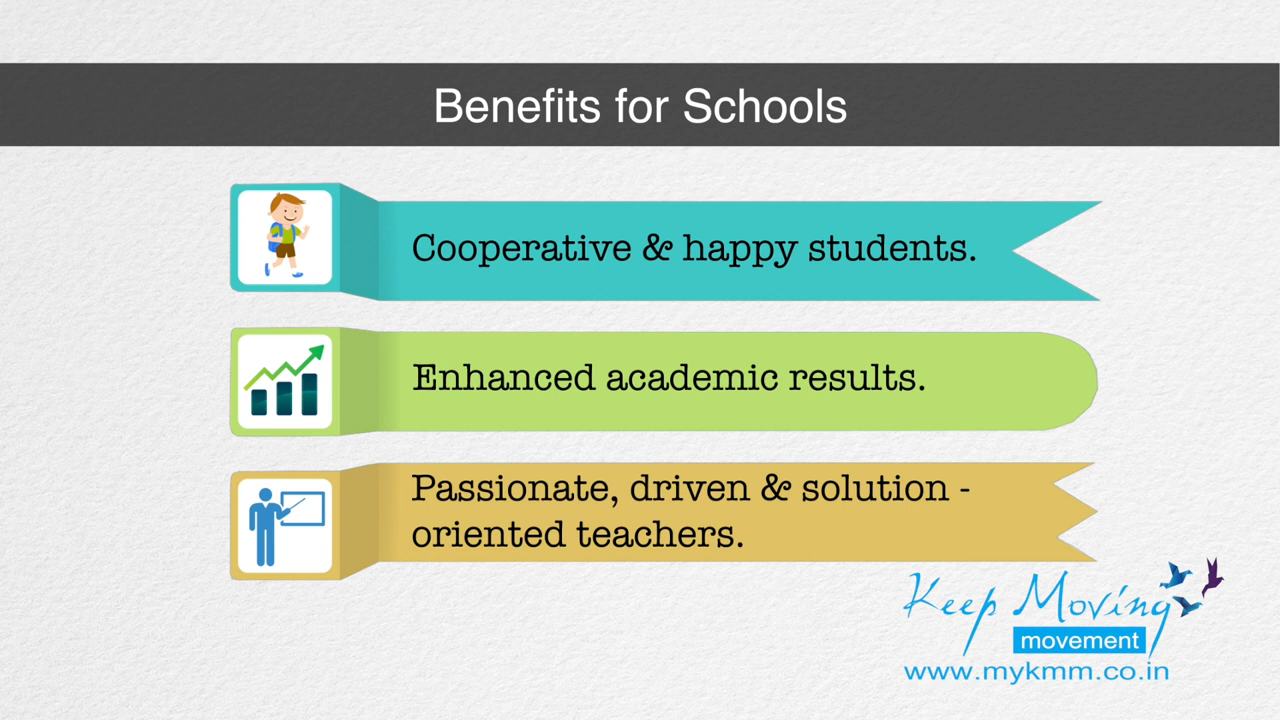 Benefits for Schools
Cooperative & happy students.
Enhanced academic results.
Passionate, driven & solution -
oriented teachers.
Keep Moving
movement
www.mykmm.co.in